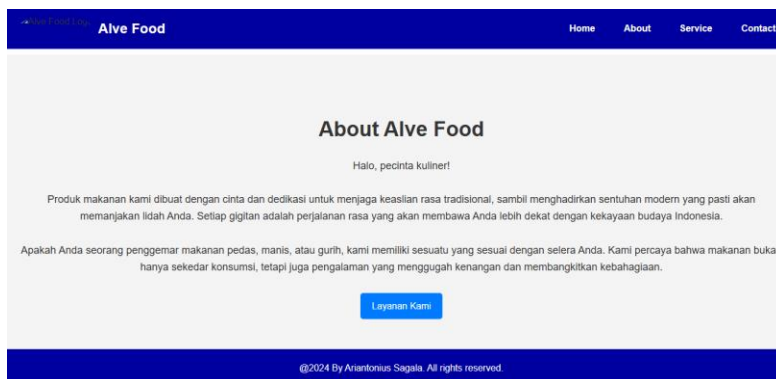 Alve Food Logo
Alve Food
Home About Service Contact
About Alve Food
Halo, pecinta kuliner!
Produk makanan kami dibuat dengan cinta dan dedikasi untuk menjaga keaslian rasa tradisional, sambil menghadirkan sentuhan modern yang pasti akan
memanjakan lidah Anda. Setiap gigitan adalah perjalanan rasa yang akan membawa Anda lebih dekat dengan kekayaan budaya Indonesia.
Apakah Anda seorang penggemar makanan pedas, manis, atau gurih, kami memiliki sesuatu yang sesuai dengan selera Anda. Kami percaya bahwa makanan buka
hanya sekedar konsumsi, tetapi juga pengalaman yang menggugah kenangan dan membangkitkan kebahagiaan.
Layanan Kami
@2024 By Ariantonius Sagala. All rights reserved.